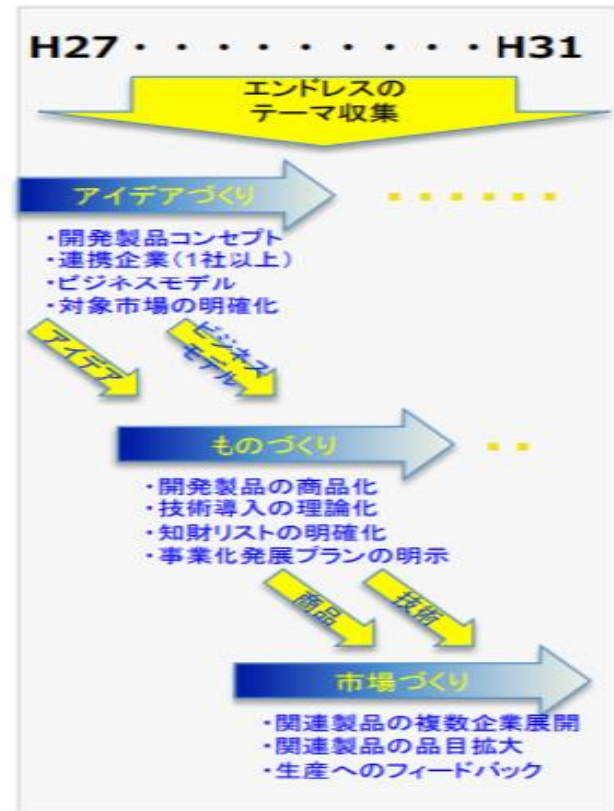 H27・・・・・・・・・・H31
エンドレスの
テーマ収集
アイデアづくり
・開発製品コンセプト
・連携企業(1社以上)
・ビジネスモデル
・対象市場の明確化
アイデア
ビジネス
モデル
ものづくり
・開発製品の商品化
・技術導入の理論化
・知財リストの明確化
・事業化発展プランの明示
商品
技術
市場づくり
・関連製品の複数企業展開
・関連製品の品目拡大
・生産へのフィードバック